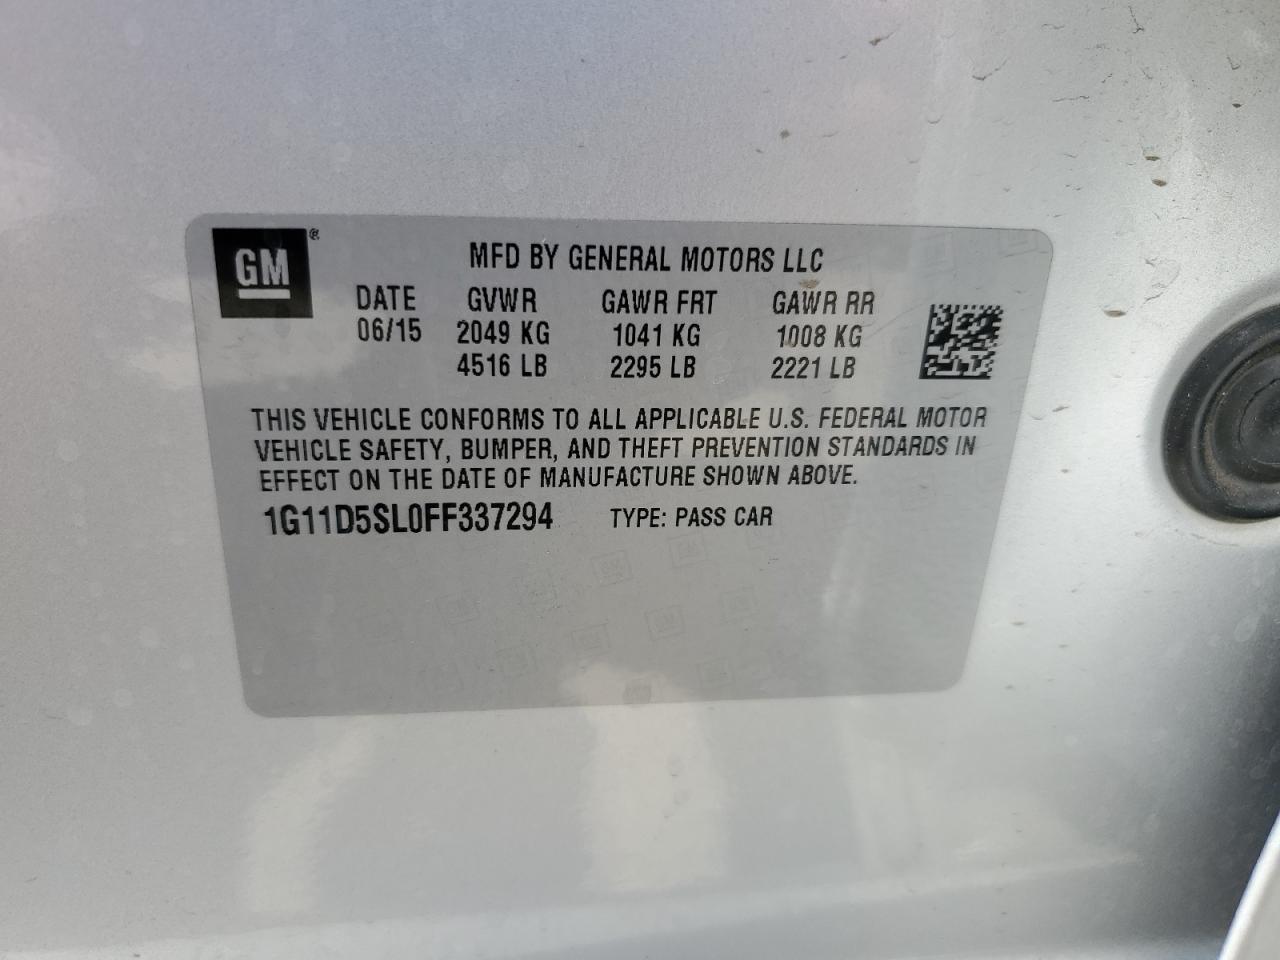 GM®
MFD BY GENERAL MOTORS LLC
DATE GVWR GAWR FRT GAWR RR
06/15 2049 KG 1041 KG 1008 KG
4516 LB 2295 LB 2221 LB
THIS VEHICLE CONFORMS TO ALL APPLICABLE U.S. FEDERAL MOTOR
VEHICLE SAFETY, BUMPER, AND THEFT PREVENTION STANDARDS IN
EFFECT ON THE DATE OF MANUFACTURE SHOWN ABOVE.
1G11D5SL0FF337294 TYPE: PASS CAR